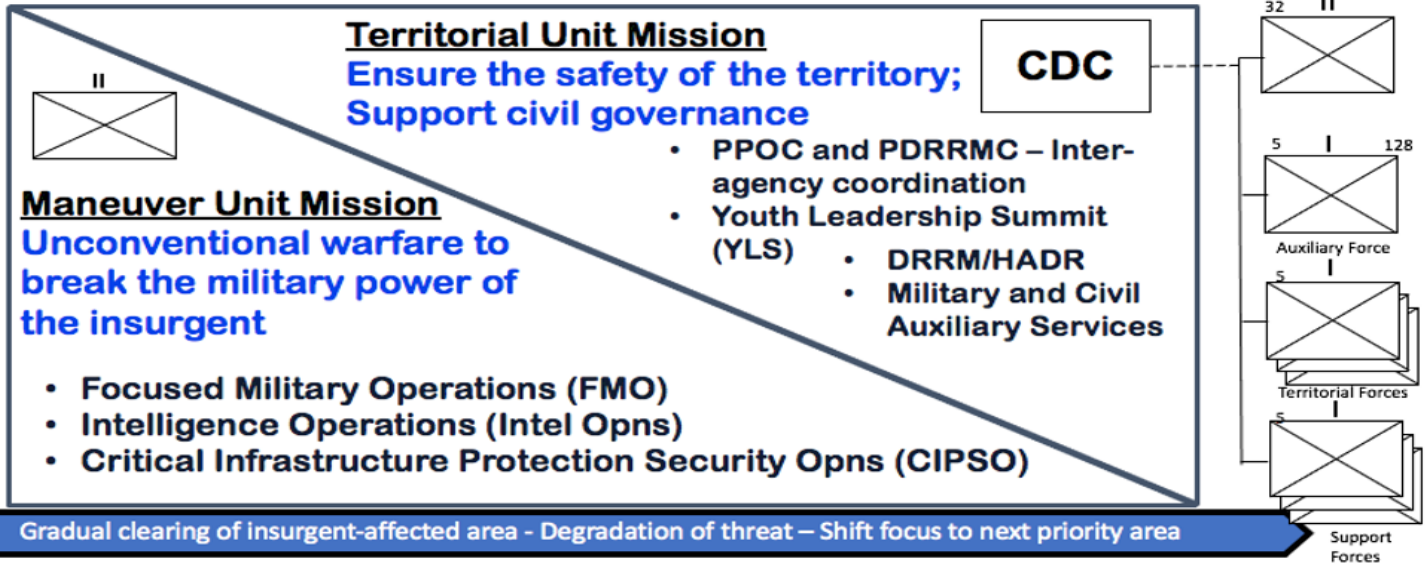 Territorial Unit Mission
Ensure the safety of the territory;
Support civil governance
• PPOC and PDRRMC – Inter-
agency coordination
• Youth Leadership Summit
(YLS)
• DRRM/HADR
• Military and Civil
Auxiliary Services
II
Maneuver Unit Mission
Unconventional warfare to
break the military power of
the insurgent
• Focused Military Operations (FMO)
• Intelligence Operations (Intel Opns)
• Critical Infrastructure Protection Security Opns (CIPSO)
Gradual clearing of insurgent-affected area - Degradation of threat – Shift focus to next priority area
CDC
32 II
5 I 128
Auxiliary Force
5 I
Territorial Forces
5 I
Support
Forces